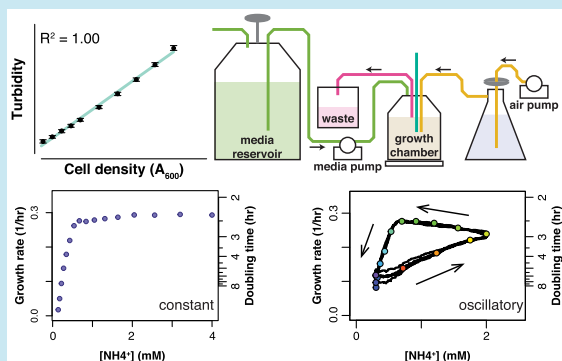 R² = 1.00
Turbidity
Cell density (A₆₀₀)
media
reservoir
waste
media pump
growth
chamber
air pump
Growth rate (1/hr)
0.3
0.0
constant
2
3
4
8
Doubling time (hr)
0
1
2
3
4
[NH4⁺] (mM)
Growth rate (1/hr)
0.3
0.0
oscillatory
2
3
4
8
Doubling time (hr)
0
1
2
[NH4⁺] (mM)